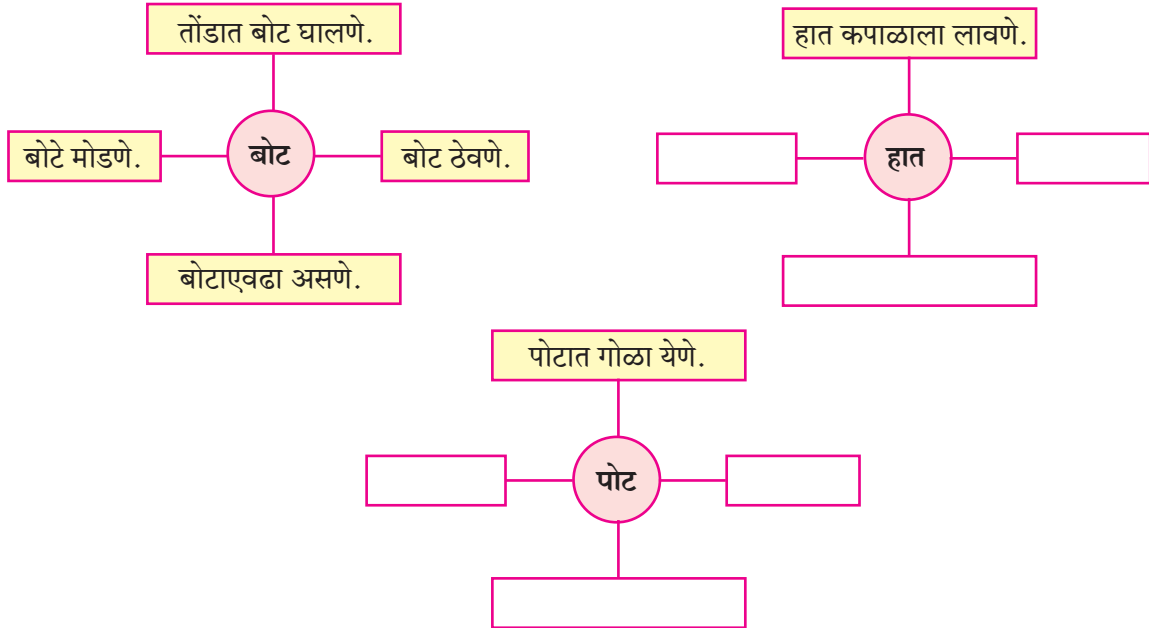 तोंडात बोट घालणे.
बोटे मोडणे.
बोट
बोट ठेवणे.
बोटाएवढा असणे.
हात कपाळाला लावणे.
हात
पोटात गोळा येणे.
पोट